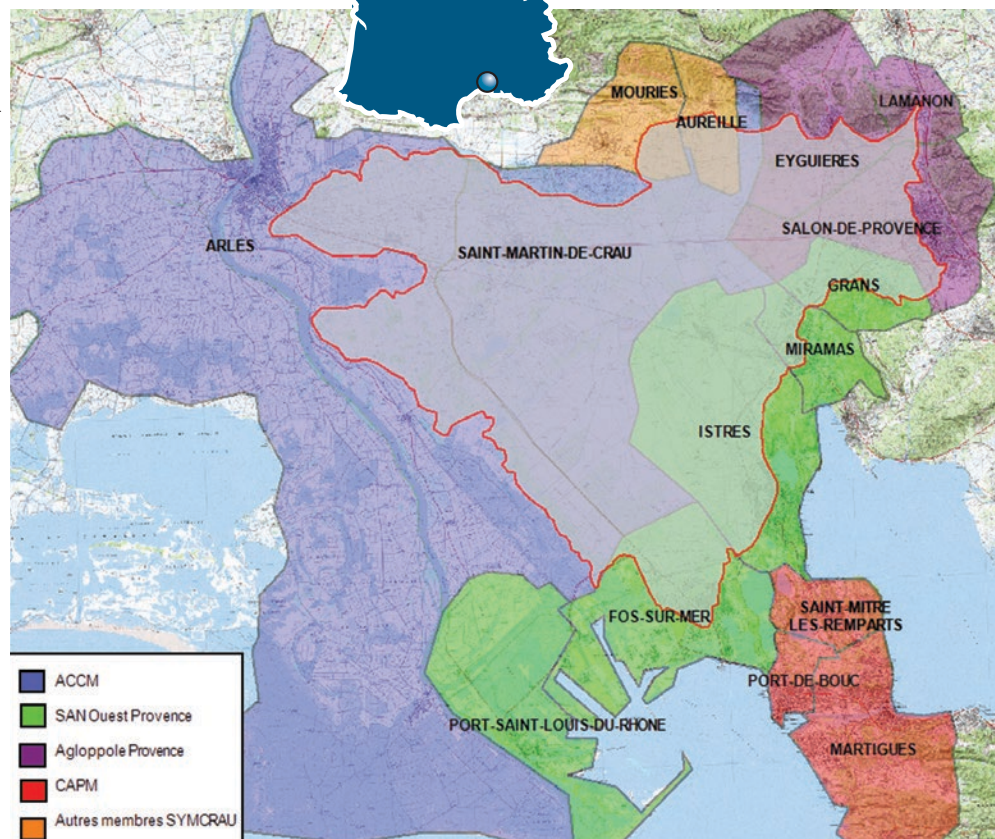 MOURIES
LAMANON
AUREILLE
EYGUIERES
SALON-DE-PROVENCE
ARLES
SAINT-MARTIN-DE-CRAU
GRANS
MIRAMAS
ISTRES
FOS-SUR-MER
SAINT-MITRE
LES-REMPARTS
PORT-DE-BOUC
PORT-SAINT-LOUIS-DU-RHONE
MARTIGUES
ACCM
SAN Ouest Provence
Agloppole Provence
CAPM
Autres membres SYMCRAU